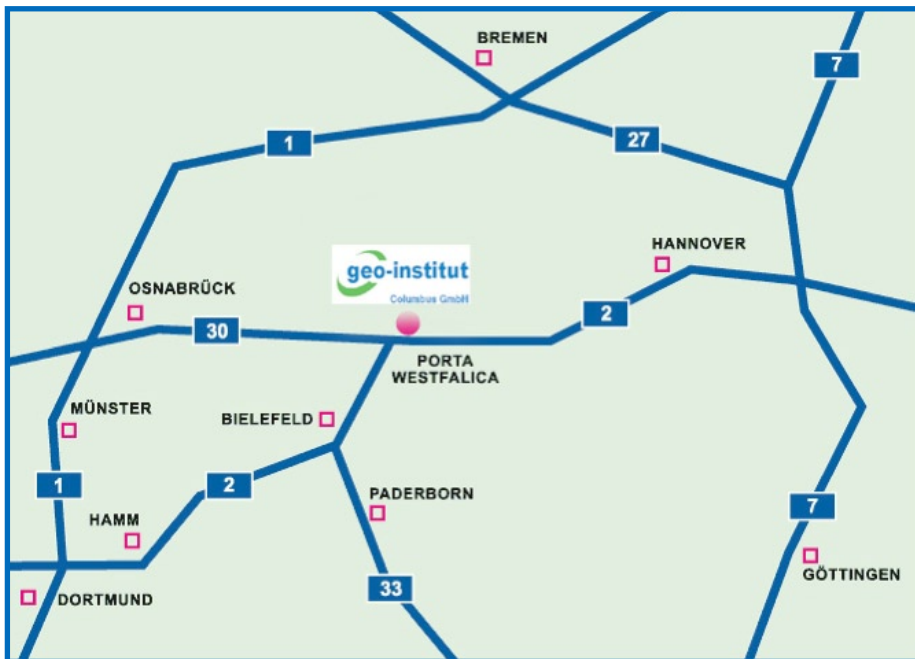 BREMEN
7
1
27
HANNOVER
geo-institut
Columbus GmbH
OSNABRÜCK
30
2
PORTA
WESTFALICA
MÜNSTER
BIELEFELD
1
2
PADERBORN
HAMM
7
GÖTTINGEN
33
DORTMUND